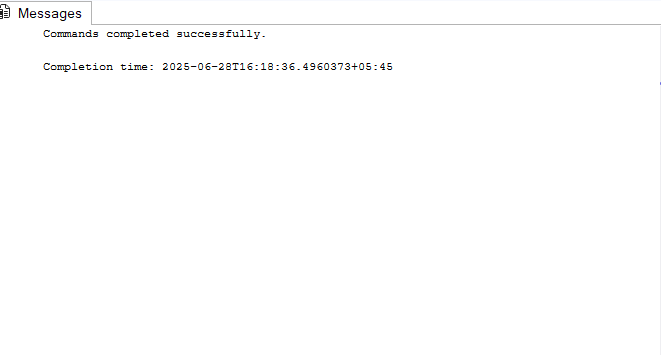 Messages
Commands completed successfully.
Completion time: 2025-06-28T16:18:36.4960373+05:45